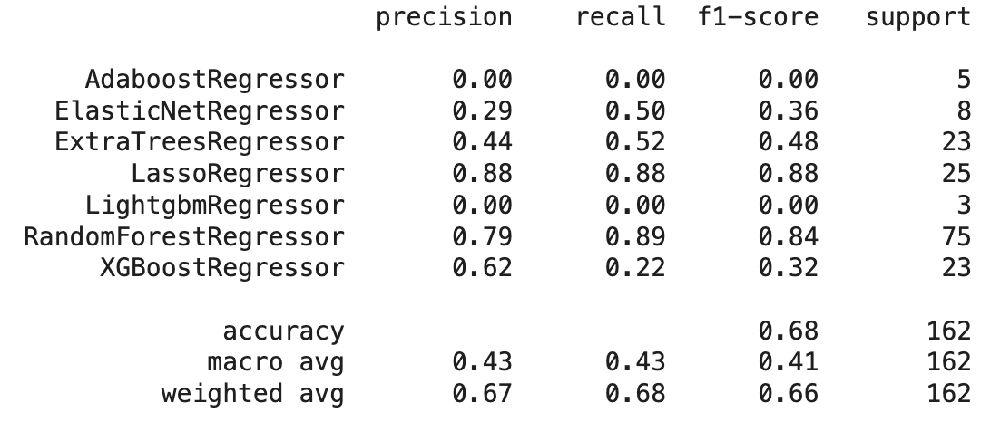 precision recall f1-score support
AdaboostRegressor 0.00 0.00 0.00 5
ElasticNetRegressor 0.29 0.50 0.36 8
ExtraTreesRegressor 0.44 0.52 0.48 23
LassoRegressor 0.88 0.88 0.88 25
LightgbmRegressor 0.00 0.00 0.00 3
RandomForestRegressor 0.79 0.89 0.84 75
XGBoostRegressor 0.62 0.22 0.32 23
accuracy 0.68 162
macro avg 0.43 0.43 0.41 162
weighted avg 0.67 0.68 0.66 162